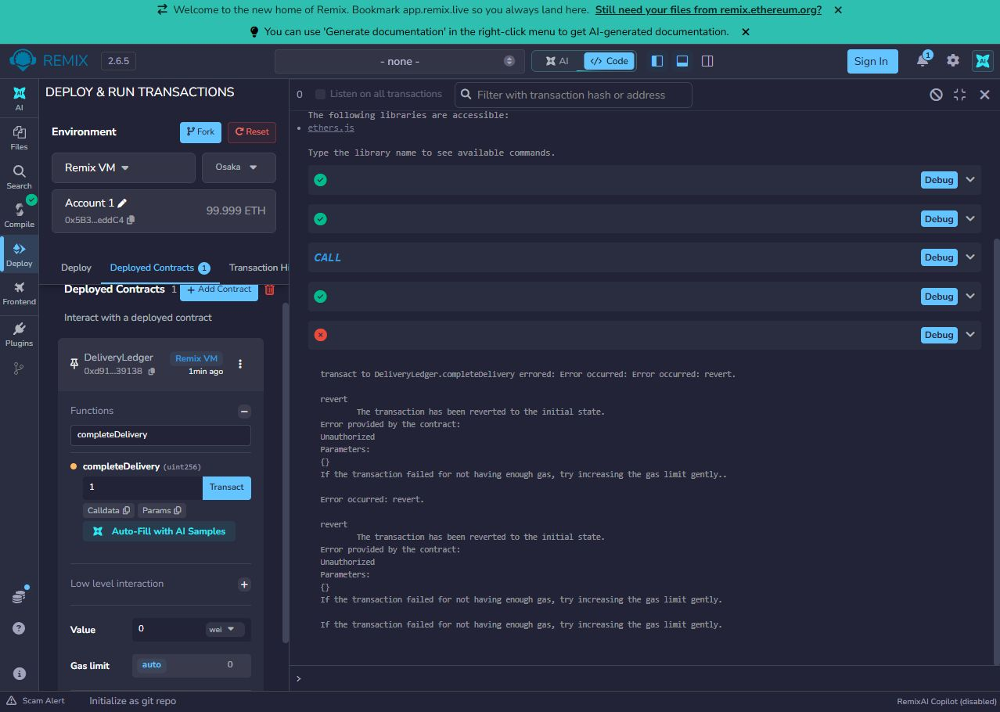 Welcome to the new home of Remix. Bookmark app.remix.live so you always land here. Still need your files from remix.ethereum.org?
You can use 'Generate documentation' in the right-click menu to get AI-generated documentation.
REMIX 2.6.5 - none - AI </> Code Sign In 1 AI
AI
Files
Search
Compile
Deploy
Frontend
Plugins
DEPLOY & RUN TRANSACTIONS
Environment Fork Reset
Remix VM Osaka
Account 1 99.999 ETH
0x5B3...eddC4
Deploy Deployed Contracts 1 Transaction Hi
Deployed Contracts 1 + Add Contract
Interact with a deployed contract
DeliveryLedger Remix VM
0xd91...39138 1min ago
Functions
completeDelivery
completeDelivery (uint256)
1 Transact
Calldata Params
Auto-Fill with AI Samples
Low level interaction
Value 0 wei
Gas limit auto 0
0 Listen on all transactions Filter with transaction hash or address
The following libraries are accessible:
ethers.js
Type the library name to see available commands.
Debug
Debug
CALL Debug
Debug
Debug
transact to DeliveryLedger.completeDelivery errored: Error occurred: Error occurred: revert.
revert
The transaction has been reverted to the initial state.
Error provided by the contract:
Unauthorized
Parameters:
{}
If the transaction failed for not having enough gas, try increasing the gas limit gently..
Error occurred: revert.
revert
The transaction has been reverted to the initial state.
Error provided by the contract:
Unauthorized
Parameters:
{}
If the transaction failed for not having enough gas, try increasing the gas limit gently.
If the transaction failed for not having enough gas, try increasing the gas limit gently.
>
Scam Alert Initialize as git repo RemixAI Copilot (disabled)